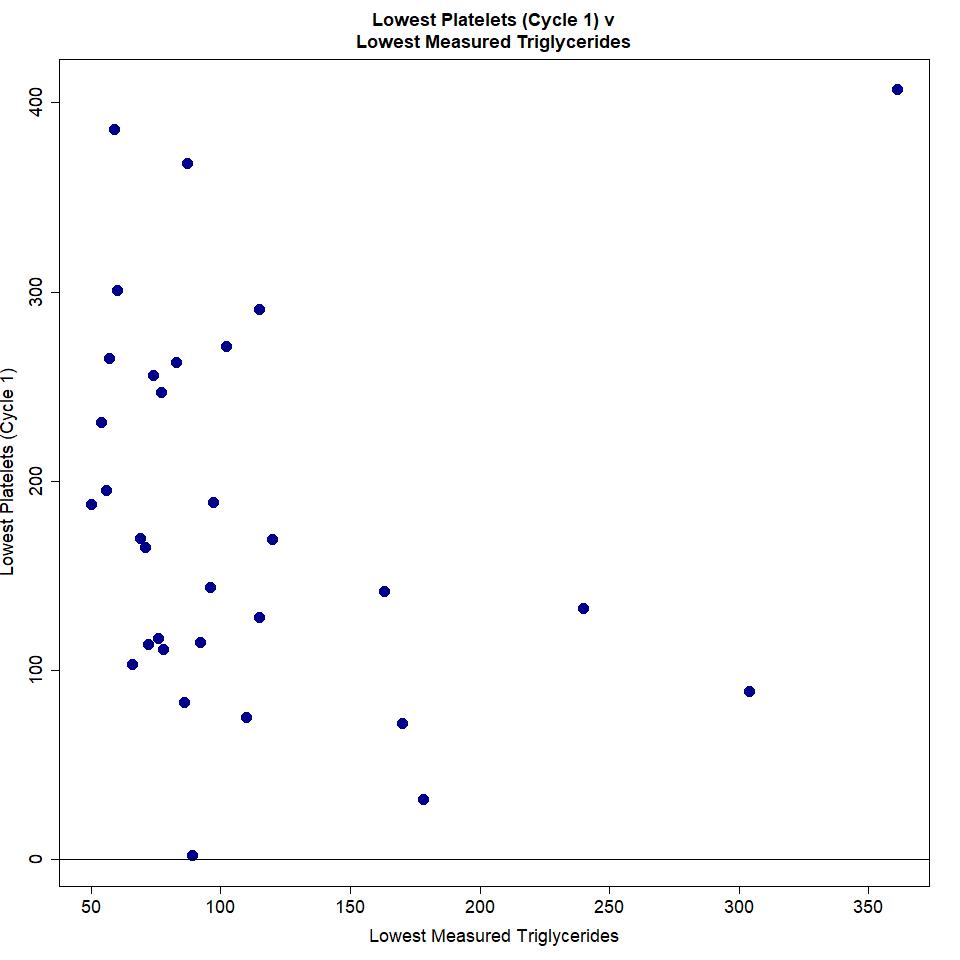 Lowest Platelets (Cycle 1) v
Lowest Measured Triglycerides
Lowest Platelets (Cycle 1)
400
300
200
100
0
50 100 150 200 250 300 350
Lowest Measured Triglycerides